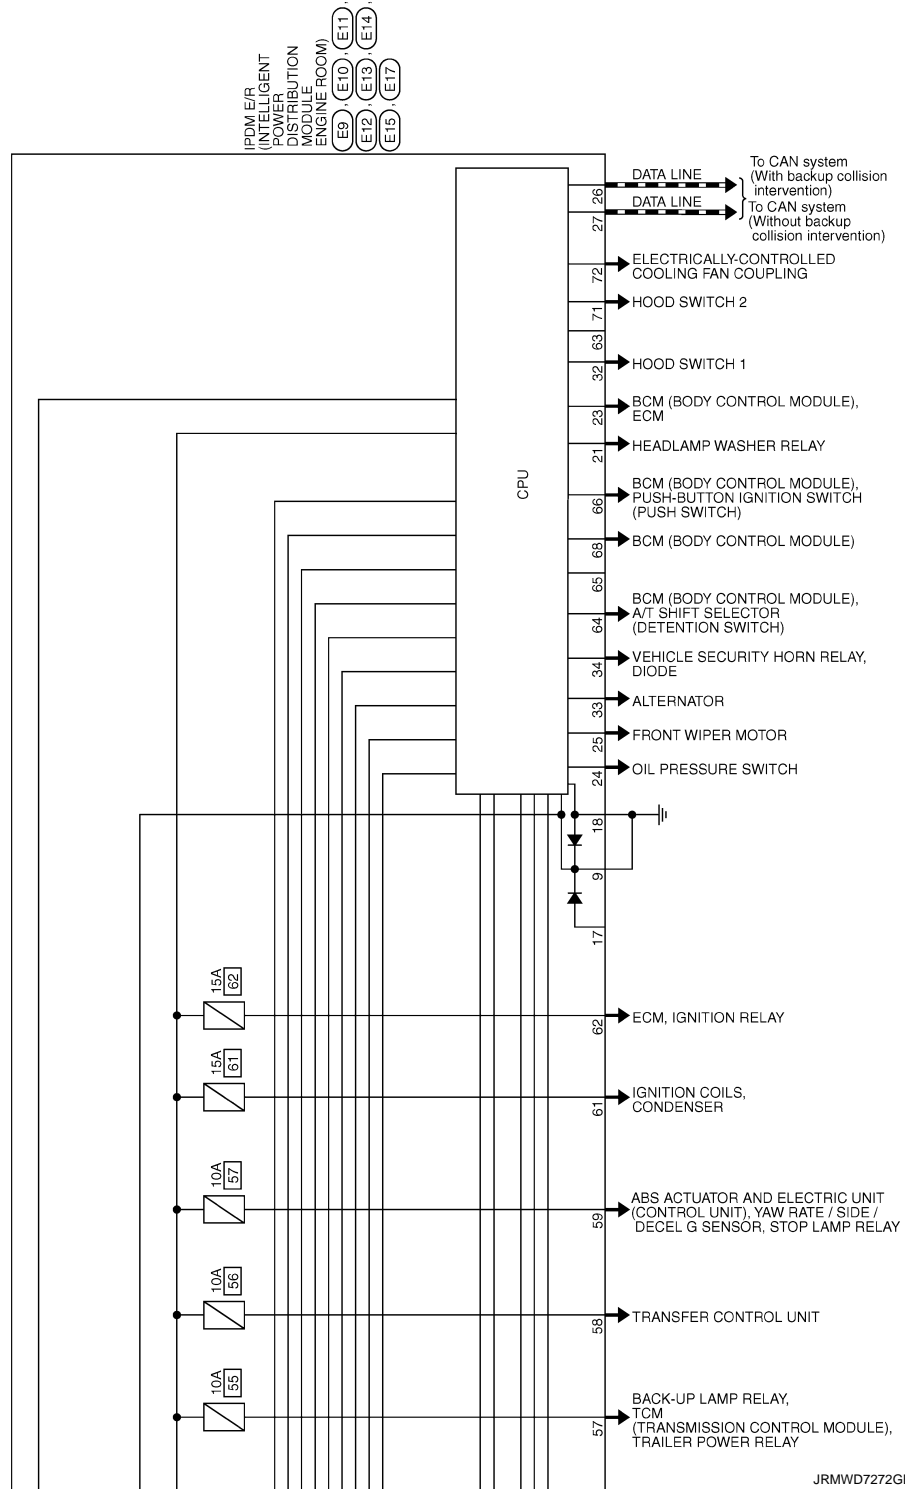 IPDM E/R
(INTELLIGENT
POWER
DISTRIBUTION
MODULE
ENGINE ROOM)
E9 , E10 , E11 ,
E12 , E13 , E14 ,
E15 , E17
CPU
26 DATA LINE
27 DATA LINE
To CAN system
(With backup collision
intervention)
To CAN system
(Without backup
collision intervention)
72 ELECTRICALLY-CONTROLLED
COOLING FAN COUPLING
71 HOOD SWITCH 2
63
32 HOOD SWITCH 1
23 BCM (BODY CONTROL MODULE),
ECM
21 HEADLAMP WASHER RELAY
66 BCM (BODY CONTROL MODULE),
PUSH-BUTTON IGNITION SWITCH
(PUSH SWITCH)
68 BCM (BODY CONTROL MODULE)
65
64 BCM (BODY CONTROL MODULE),
A/T SHIFT SELECTOR
(DETENTION SWITCH)
34 VEHICLE SECURITY HORN RELAY,
DIODE
33 ALTERNATOR
25 FRONT WIPER MOTOR
24 OIL PRESSURE SWITCH
18
9
17
15A 62
62 ECM, IGNITION RELAY
15A 61
61 IGNITION COILS,
CONDENSER
10A 57
59 ABS ACTUATOR AND ELECTRIC UNIT
(CONTROL UNIT), YAW RATE / SIDE /
DECEL G SENSOR, STOP LAMP RELAY
10A 56
58 TRANSFER CONTROL UNIT
10A 55
57 BACK-UP LAMP RELAY,
TCM
(TRANSMISSION CONTROL MODULE),
TRAILER POWER RELAY